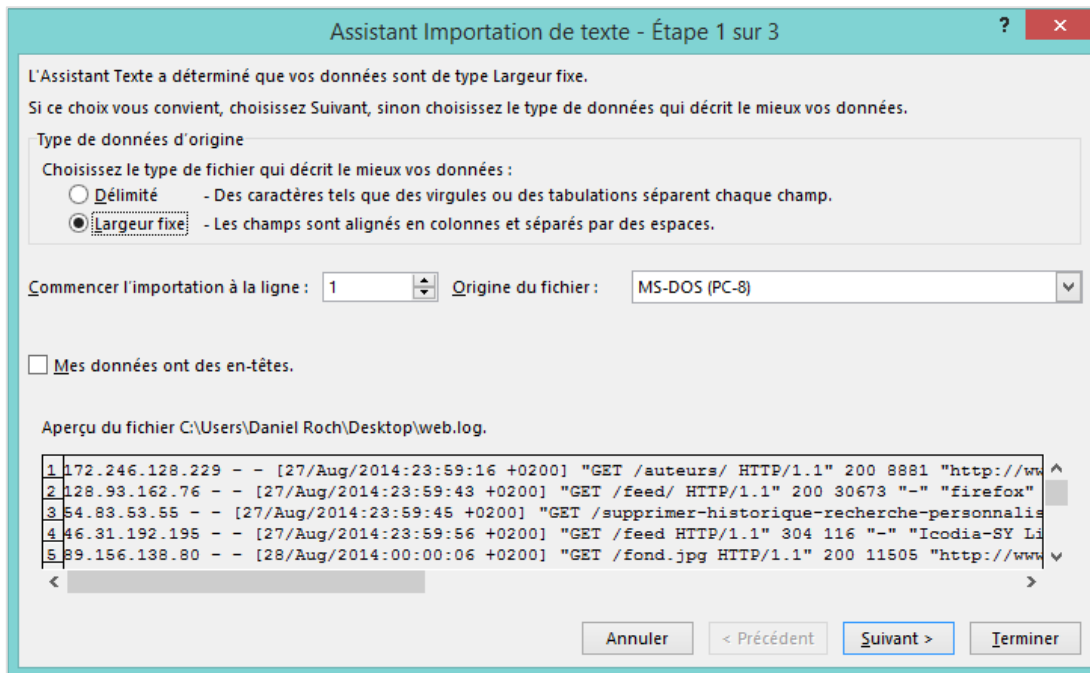 Assistant Importation de texte - Étape 1 sur 3
?
×
L'Assistant Texte a déterminé que vos données sont de type Largeur fixe.
Si ce choix vous convient, choisissez Suivant, sinon choisissez le type de données qui décrit le mieux vos données.
Type de données d'origine
Choisissez le type de fichier qui décrit le mieux vos données :
Délimité - Des caractères tels que des virgules ou des tabulations séparent chaque champ.
Largeur fixe - Les champs sont alignés en colonnes et séparés par des espaces.
Commencer l'importation à la ligne : 1 Origine du fichier : MS-DOS (PC-8)
Mes données ont des en-têtes.
Aperçu du fichier C:\Users\Daniel Roch\Desktop\web.log.
1 172.246.128.229 - - [27/Aug/2014:23:59:16 +0200] "GET /auteurs/ HTTP/1.1" 200 8881 "http://ww
2 128.93.162.76 - - [27/Aug/2014:23:59:43 +0200] "GET /feed/ HTTP/1.1" 200 30673 "-" "firefox"
3 54.83.53.55 - - [27/Aug/2014:23:59:45 +0200] "GET /supprimer-historique-recherche-personnalis
4 46.31.192.195 - - [27/Aug/2014:23:59:56 +0200] "GET /feed HTTP/1.1" 304 116 "-" "Icodia-SY Li
5 89.156.138.80 - - [28/Aug/2014:00:00:06 +0200] "GET /fond.jpg HTTP/1.1" 200 11505 "http://www
Annuler < Précédent Suivant > Terminer